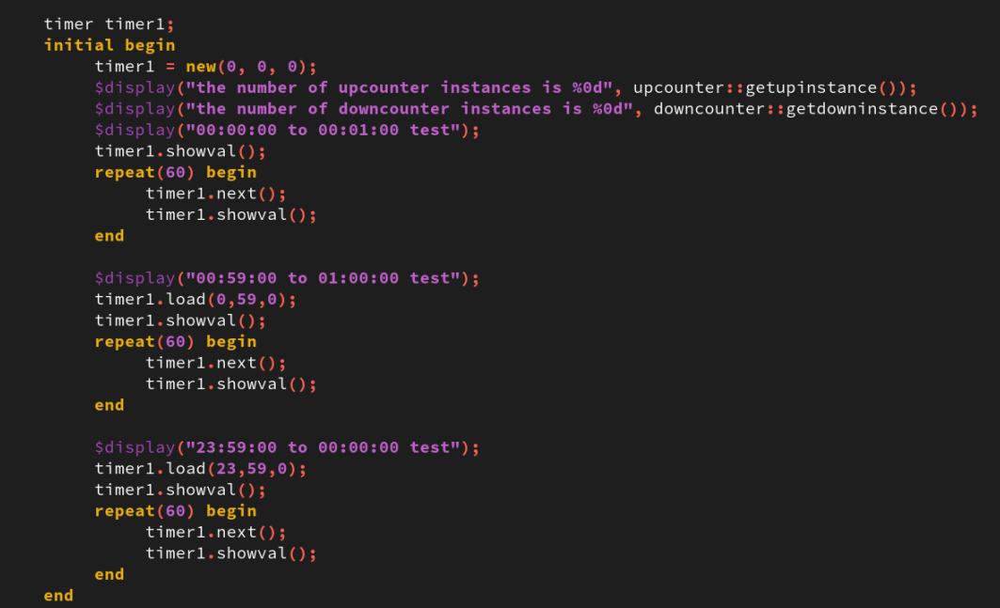 timer timer1;
initial begin
timer1 = new(0, 0, 0);
$display("the number of upcounter instances is %0d", upcounter::getupinstance());
$display("the number of downcounter instances is %0d", downcounter::getdowninstance());
$display("00:00:00 to 00:01:00 test");
timer1.showval();
repeat(60) begin
timer1.next();
timer1.showval();
end
$display("00:59:00 to 01:00:00 test");
timer1.load(0,59,0);
timer1.showval();
repeat(60) begin
timer1.next();
timer1.showval();
end
$display("23:59:00 to 00:00:00 test");
timer1.load(23,59,0);
timer1.showval();
repeat(60) begin
timer1.next();
timer1.showval();
end
end